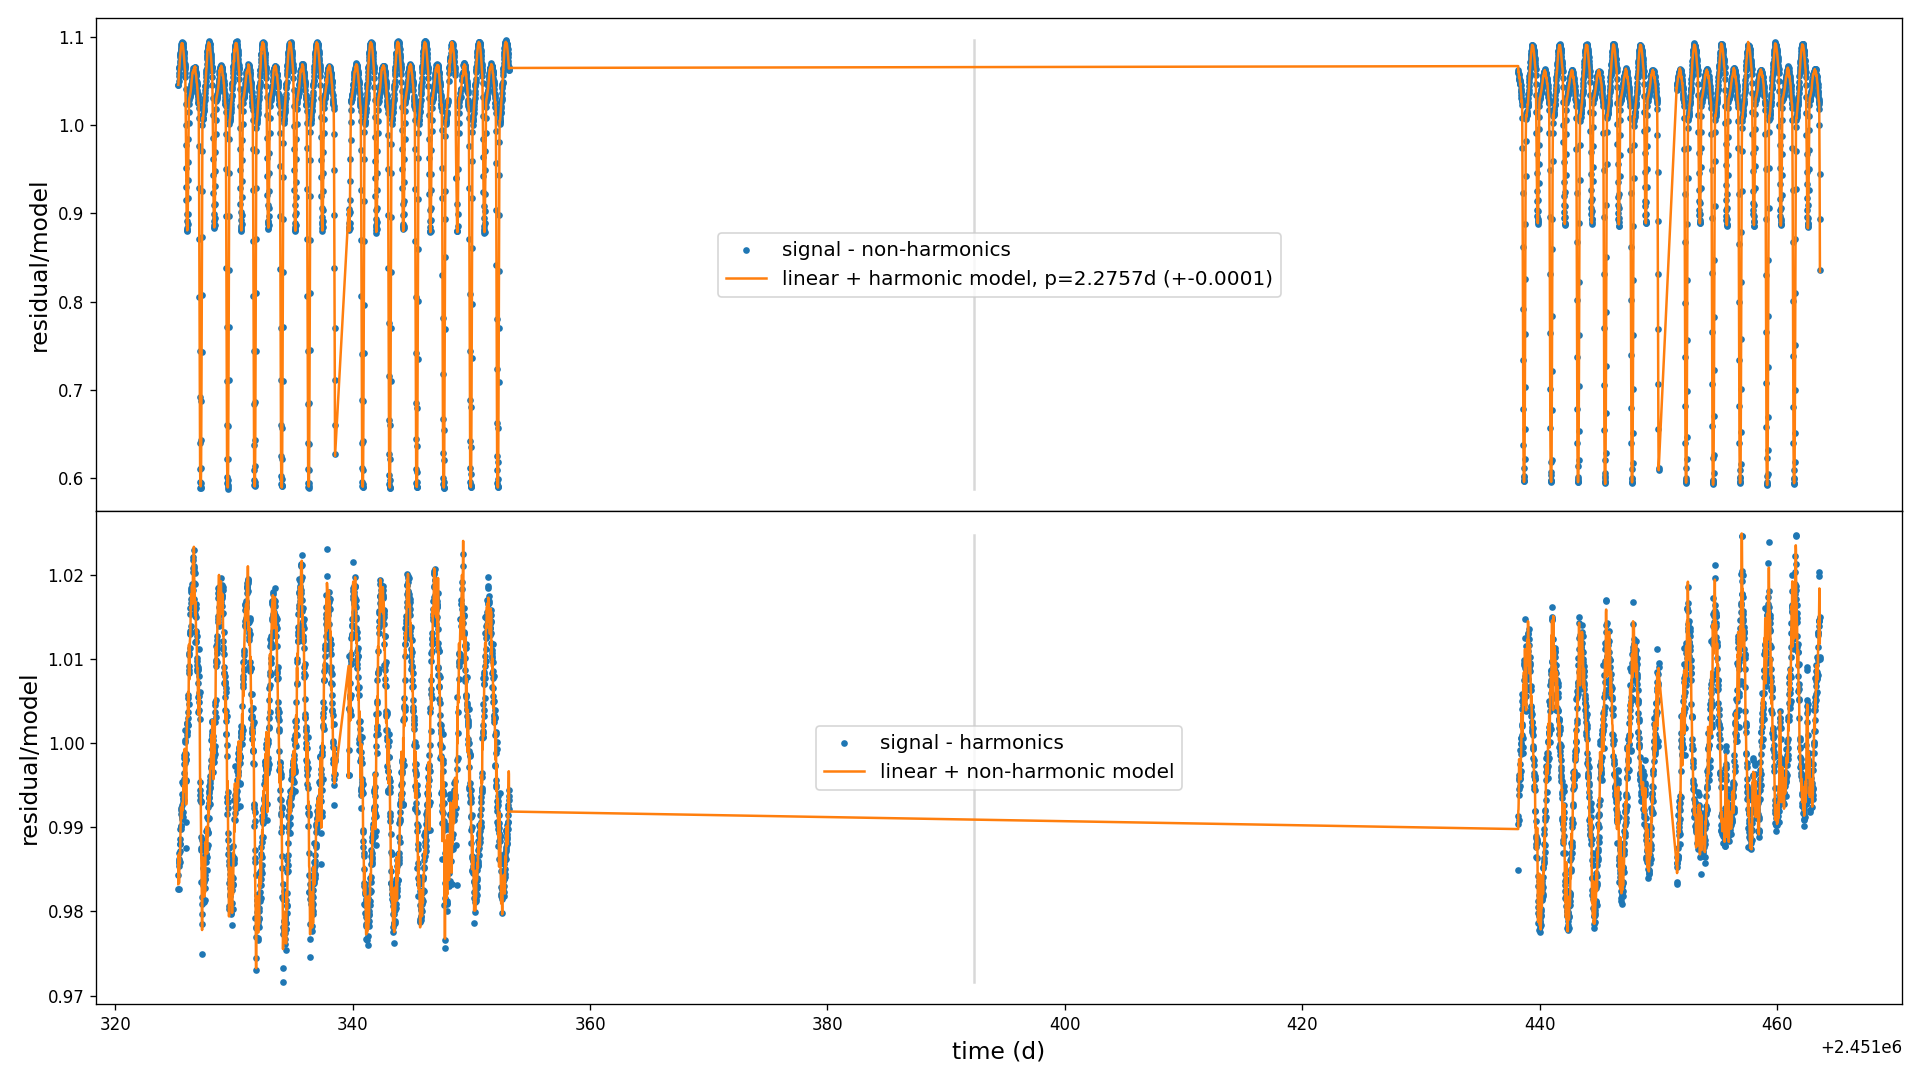 1.1
1.0
0.9
0.8
0.7
0.6
residual/model
signal - non-harmonics
linear + harmonic model, p=2.2757d (+-0.0001)
1.02
1.01
1.00
0.99
0.98
0.97
residual/model
signal - harmonics
linear + non-harmonic model
320 340 360 380 400 420 440 460
time (d)
+2.451e6